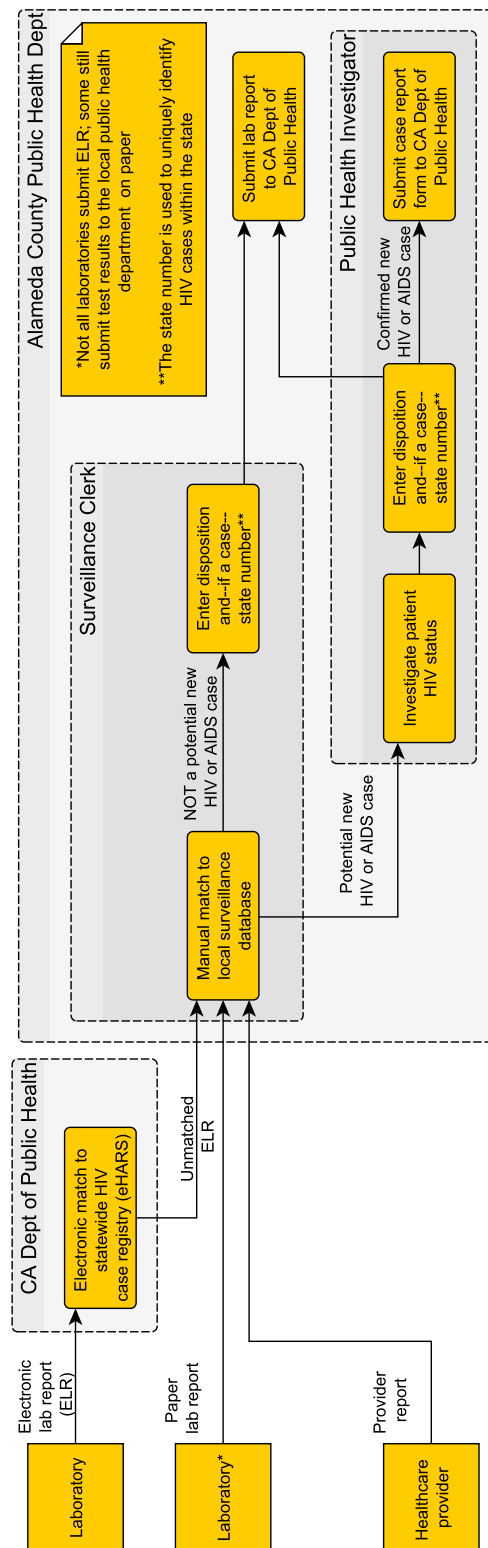 Laboratory
Electronic
lab report
(ELR)
CA Dept of Public Health
Electronic match to
statewide HIV
case registry (eHARS)
Unmatched
ELR
Laboratory*
Paper
lab report
Healthcare
provider
Provider
report
Alameda County Public Health Dept
Surveillance Clerk
Manual match to
local surveillance
database
NOT a potential new
HIV or AIDS case
Enter disposition
and--if a case--
state number**
Potential new
HIV or AIDS case
*Not all laboratories submit ELR; some still
submit test results to the local public health
department on paper
**The state number is used to uniquely identify
HIV cases within the state
Submit lab report
to CA Dept of
Public Health
Public Health Investigator
Investigate patient
HIV status
Enter dispoition
and--if a case--
state number**
Confirmed new
HIV or AIDS case
Submit case report
form to CA Dept of
Public Health